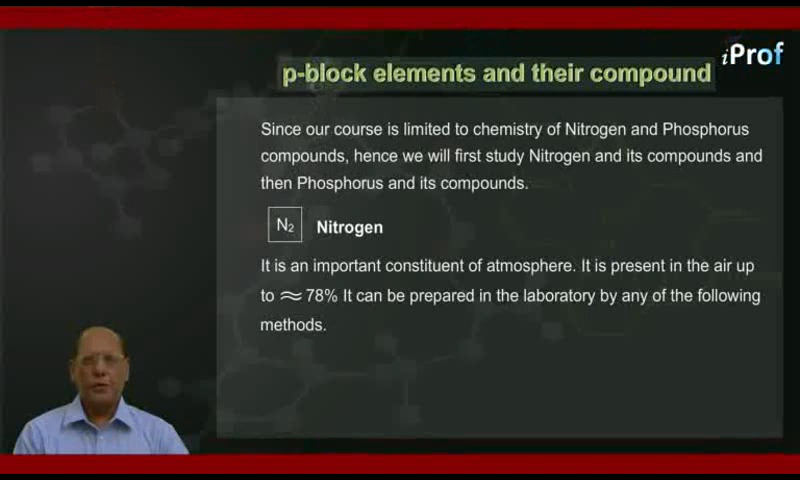 iProf
p-block elements and their compound
Since our course is limited to chemistry of Nitrogen and Phosphorus
compounds, hence we will first study Nitrogen and its compounds and
then Phosphorus and its compounds.
N₂ Nitrogen
It is an important constituent of atmosphere. It is present in the air up
to ≈ 78% It can be prepared in the laboratory by any of the following
methods.